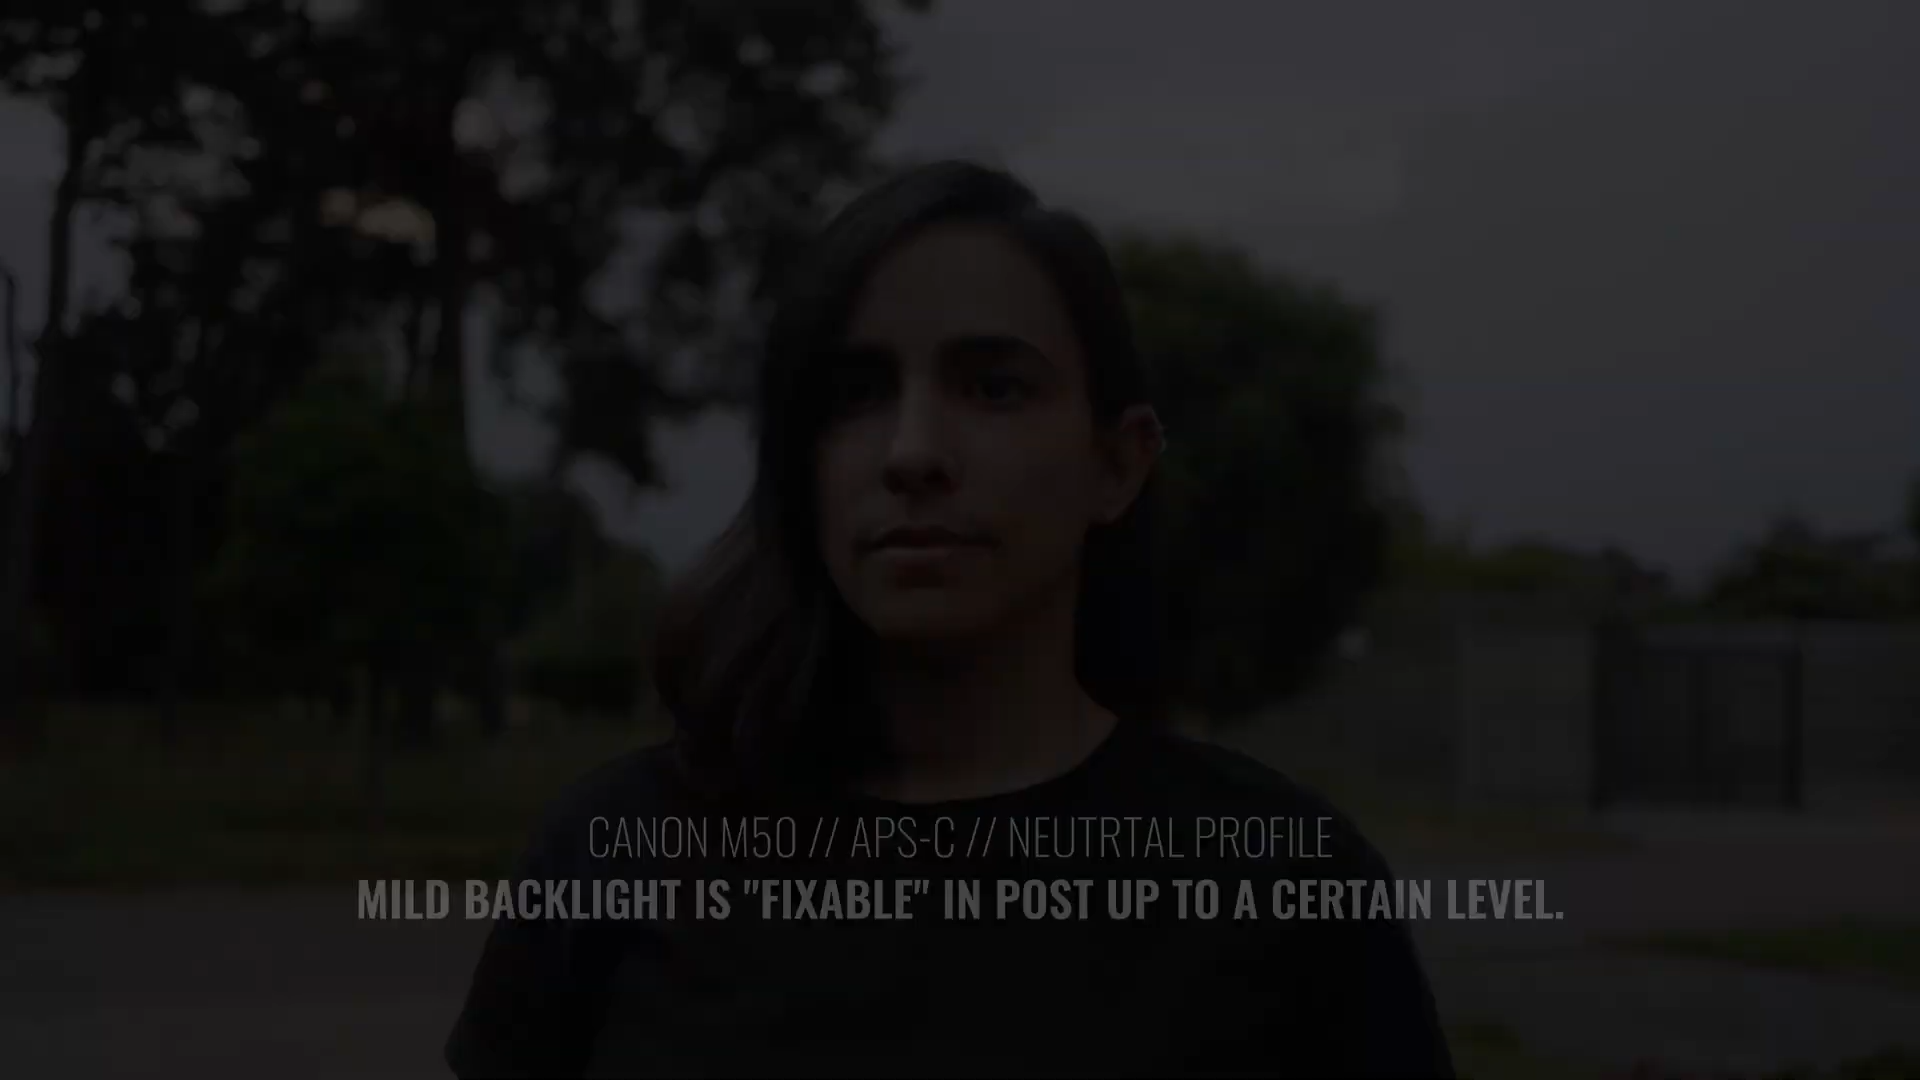 CANON M50 // APS-C // NEUTRTAL PROFILE
MILD BACKLIGHT IS "FIXABLE" IN POST UP TO A CERTAIN LEVEL.